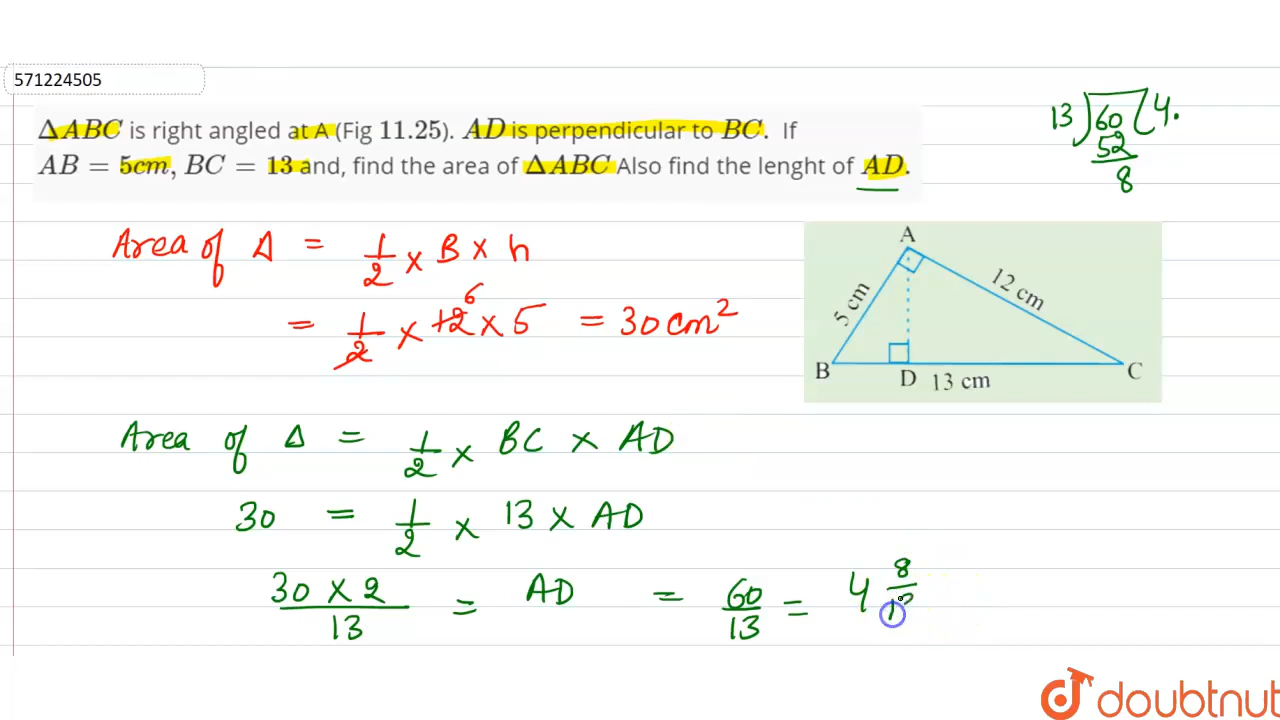 571224505
ΔABC is right angled at A (Fig 11.25). AD is perpendicular to BC. If
AB = 5cm, BC = 13 and, find the area of ΔABC Also find the lenght of AD.
13 ) 60 ( 4.
52
8
Area of Δ = 1/2 × B × h
= 1/2 × 12 6 × 5 = 30 cm²
A
5 cm
12 cm
B
D
13 cm
C
Area of Δ = 1/2 × BC × AD
30 = 1/2 × 13 × AD
30 × 2 / 13 = AD = 60/13 = 4 8/
doubtnut